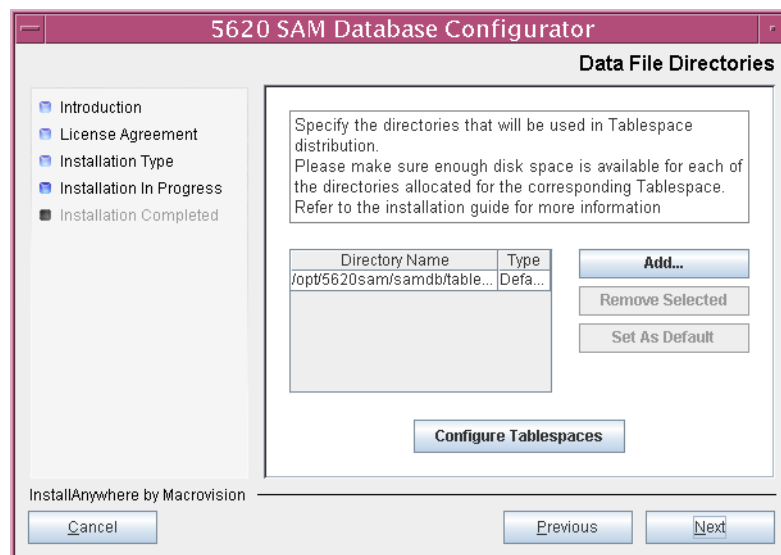 5620 SAM Database Configurator
Data File Directories
Introduction
License Agreement
Installation Type
Installation In Progress
Installation Completed
Specify the directories that will be used in Tablespace
distribution.
Please make sure enough disk space is available for each of
the directories allocated for the corresponding Tablespace.
Refer to the installation guide for more information
Directory Name Type
/opt/5620sam/samdb/table... Defa...
Add...
Remove Selected
Set As Default
Configure Tablespaces
InstallAnywhere by Macrovision
Cancel Previous Next